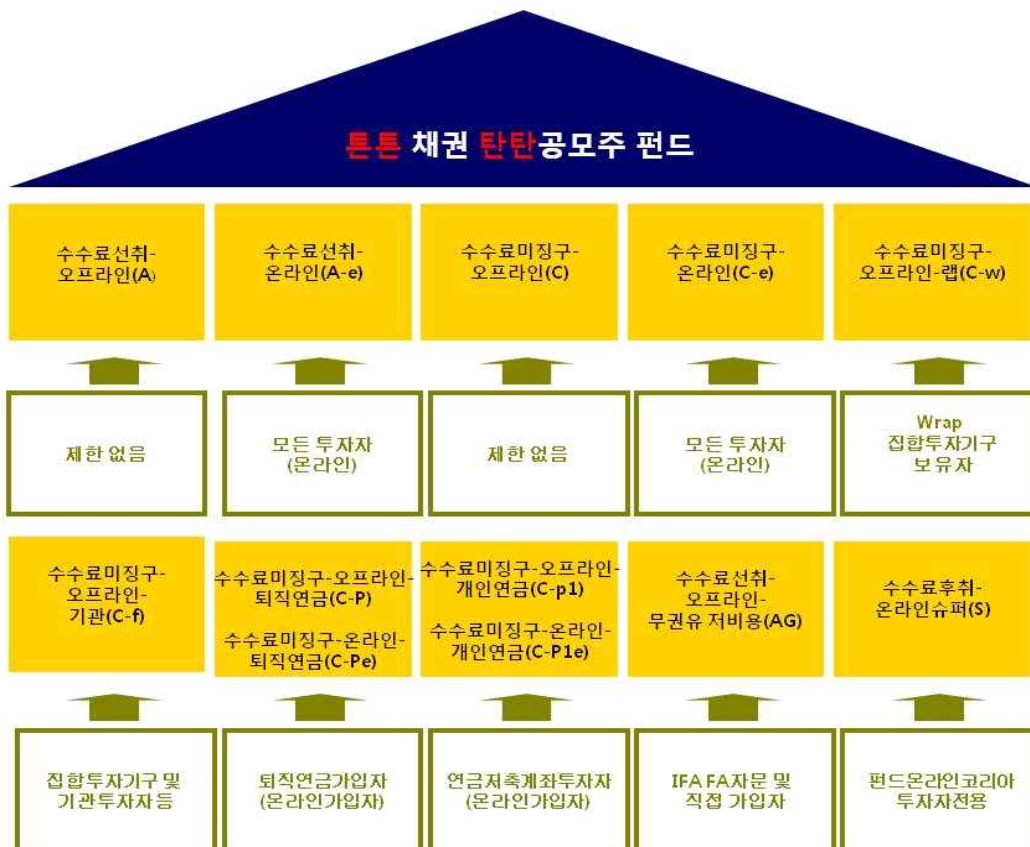 튼튼 채권 탄탄공모주 펀드
수수료선취-
오프라인(A)
수수료선취-
온라인(A-e)
수수료미징구-
오프라인(C)
수수료미징구-
온라인(C-e)
수수료미징구-
오프라인-랩(C-w)
제한 없음
모든 투자자
(온라인)
제한 없음
모든 투자자
(온라인)
Wrap
집합투자기구
보유자
수수료미징구-
오프라인-
기관(C-f)
수수료미징구-오프라인-
퇴직연금(C-P)
수수료미징구-온라인-
퇴직연금(C-Pe)
수수료미징구-오프라인-
개인연금(C-p1)
수수료미징구-온라인-
개인연금(C-P1e)
수수료선취-
오프라인-
무권유 저비용(AG)
수수료후취-
온라인슈퍼(S)
집합투자기구 및
기관투자자 등
퇴직연금가입자
(온라인가입자)
연금저축계좌투자자
(온라인가입자)
IFA FA자문 및
직접 가입자
펀드온라인코리아
투자자전용